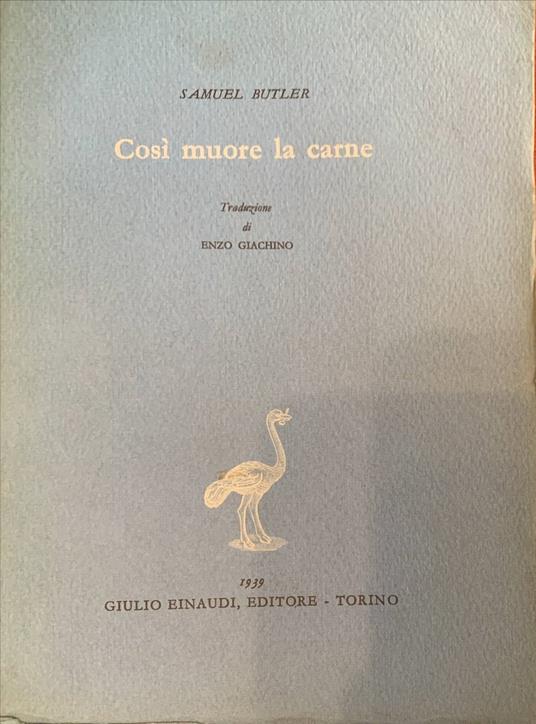 SAMUEL BUTLER
Così muore la carne
Traduzione
di
ENZO GIACHINO
1939
GIULIO EINAUDI, EDITORE - TORINO